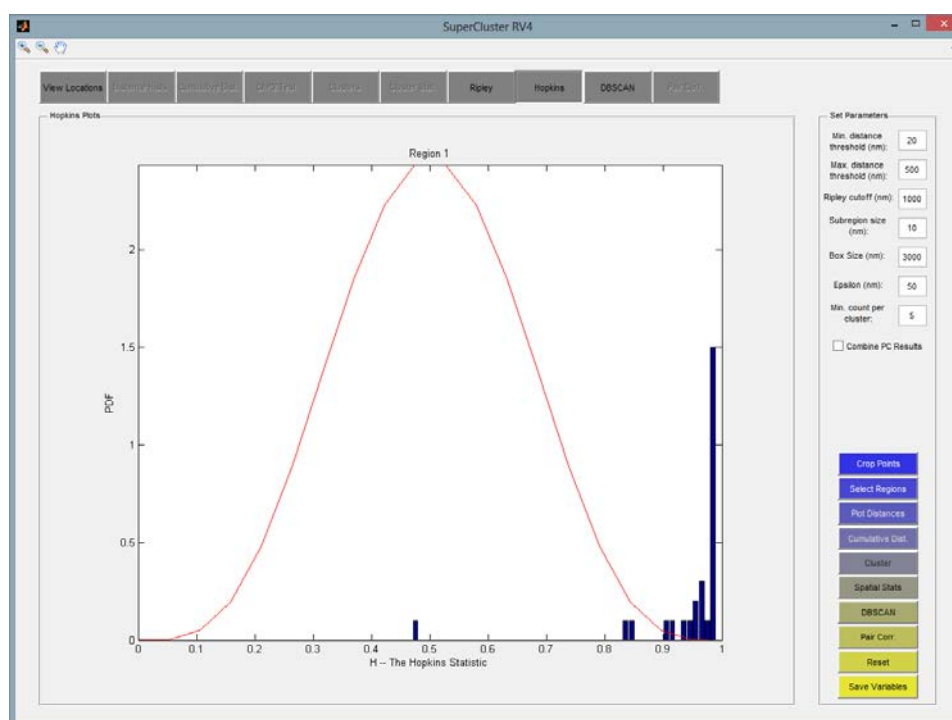 SuperCluster RV4
View Locations
Ripley
Hopkins
DBSCAN
Hopkins Plots
Region 1
2
1.5
1
0.5
0
PDF
0 0.1 0.2 0.3 0.4 0.5 0.6 0.7 0.8 0.9 1
H -- The Hopkins Statistic
Set Parameters
Min. distance
threshold (nm):
20
Max. distance
threshold (nm):
500
Ripley cutoff (nm):
1000
Subregion size
(nm):
10
Box Size (nm):
3000
Epsilon (nm):
50
Min. count per
cluster:
5
Combine PC Results
Crop Points
Select Regions
Plot Distances
Cumulative Dist.
Cluster
Spatial Stats
DBSCAN
Pair Corr.
Reset
Save Variables